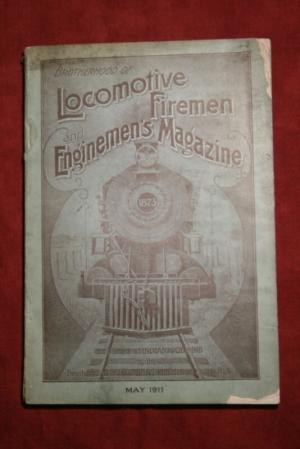 BROTHERHOOD OF
Locomotive
Firemen
and
Enginemen's Magazine
1873
MAY 1911